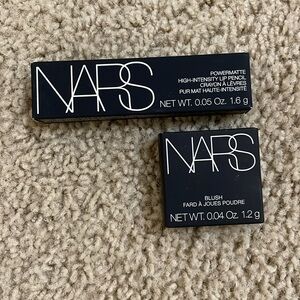 NARS
POWERMATTE
HIGH-INTENSITY LIP PENCIL
CRAYON À LÈVRES
PUR MAT HAUTE-INTENSITÉ
NET WT. 0.05 Oz. 1.6 g
NARS
BLUSH
FARD À JOUES POUDRE
NET WT. 0.04 Oz. 1.2 g